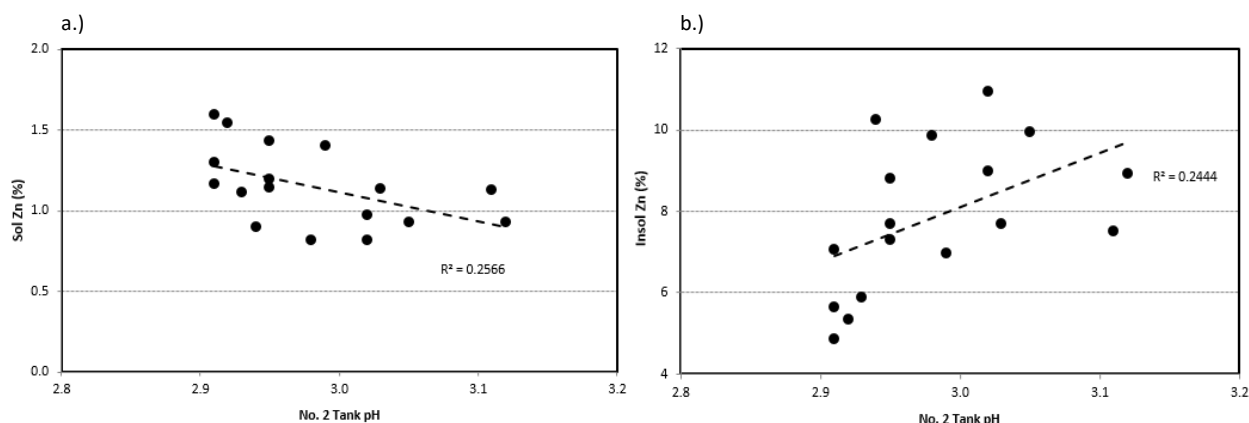 a.)
2.0
1.5
1.0
0.5
0.0
Sol Zn (%)
R² = 0.2566
2.8
2.9
3.0
3.1
3.2
No. 2 Tank pH
b.)
12
10
8
6
4
Insol Zn (%)
R² = 0.2444
2.8
2.9
3.0
3.1
3.2
No. 2 Tank pH